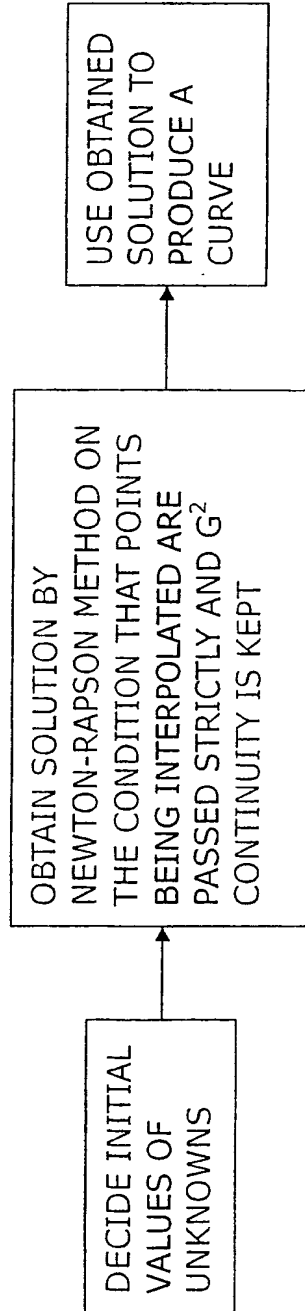 DECIDE INITIAL
VALUES OF
UNKNOWNS
OBTAIN SOLUTION BY
NEWTON-RAPSON METHOD ON
THE CONDITION THAT POINTS
BEING INTERPOLATED ARE
PASSED STRICTLY AND G²
CONTINUITY IS KEPT
USE OBTAINED
SOLUTION TO
PRODUCE A
CURVE